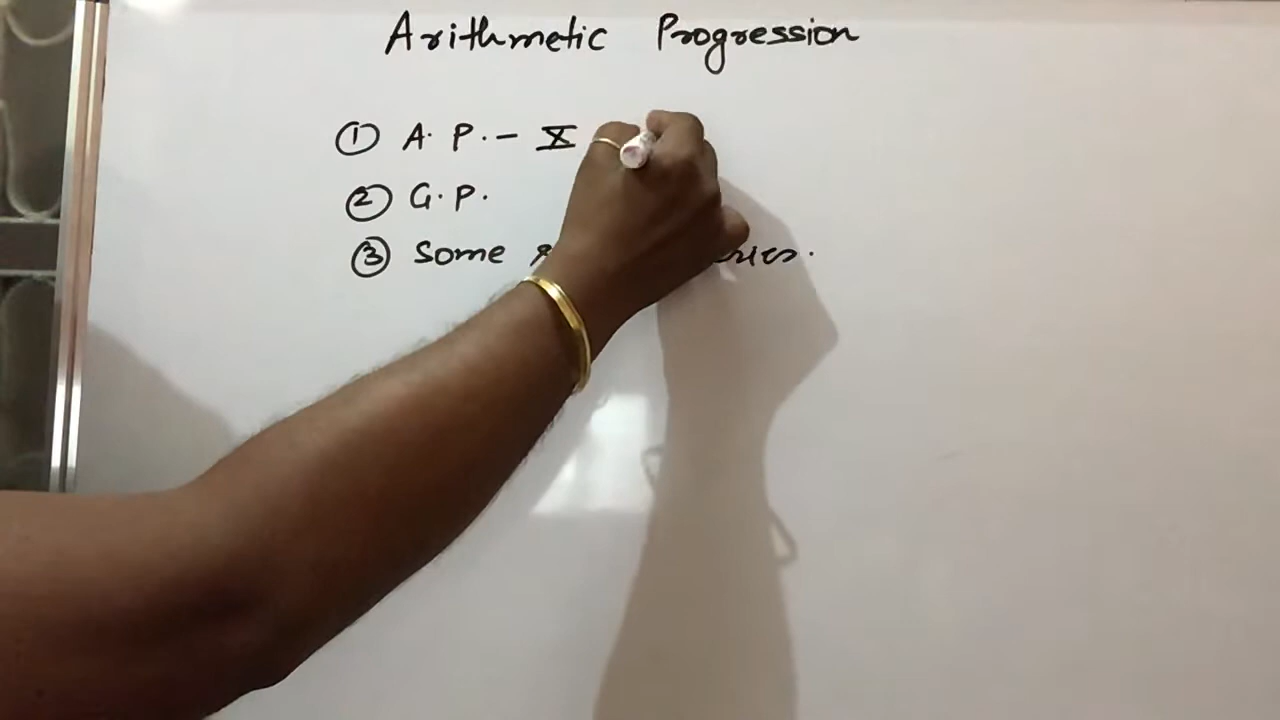 Arithmetic Progression
① A. P. - X
② G. P.
③ Some